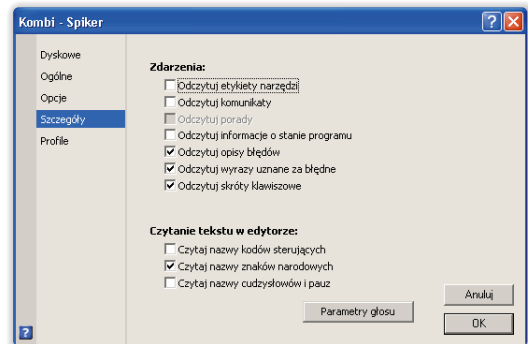 Kombi - Spiker
Dyskowe
Ogólne
Opcje
Szczegóły
Profile
Zdarzenia:
Odczytuj etykiety narzędzi
Odczytuj komunikaty
Odczytuj porady
Odczytuj informacje o stanie programu
Odczytuj opisy błędów
Odczytuj wyrazy uznane za błędne
Odczytuj skróty klawiszowe
Czytanie tekstu w edytorze:
Czytaj nazwy kodów sterujących
Czytaj nazwy znaków narodowych
Czytaj nazwy cudzysłowów i pauz
Parametry głosu
Anuluj
OK